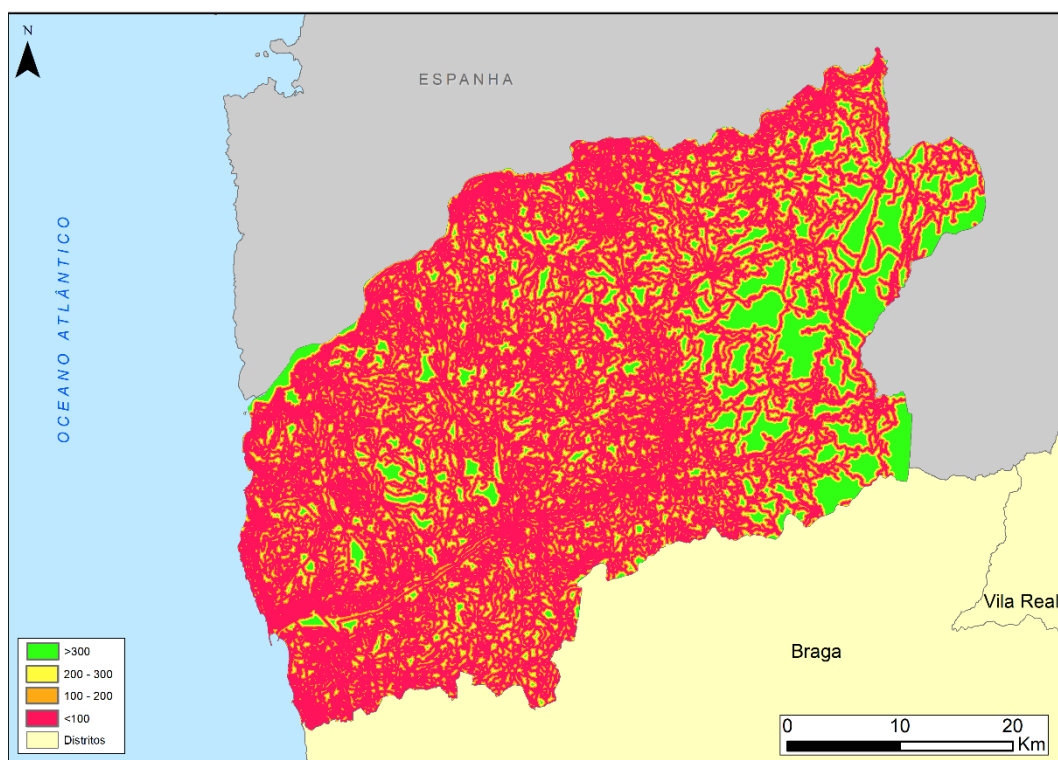 N
ESPANHA
OCEANO ATLÂNTICO
Vila Real
Braga
>300
200 - 300
100 - 200
<100
Distritos
0 10 20
Km